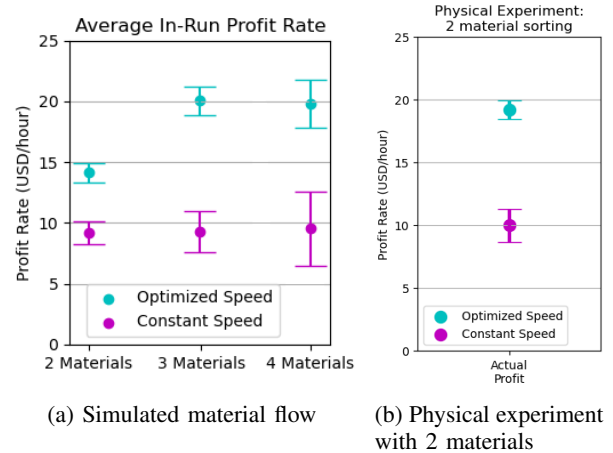 Average In-Run Profit Rate
Profit Rate (USD/hour)
25
20
15
10
5
0
Optimized Speed
Constant Speed
2 Materials 3 Materials 4 Materials
(a) Simulated material flow
Physical Experiment:
2 material sorting
Profit Rate (USD/hour)
25
20
15
10
5
0
Optimized Speed
Constant Speed
Actual
Profit
(b) Physical experiment
with 2 materials